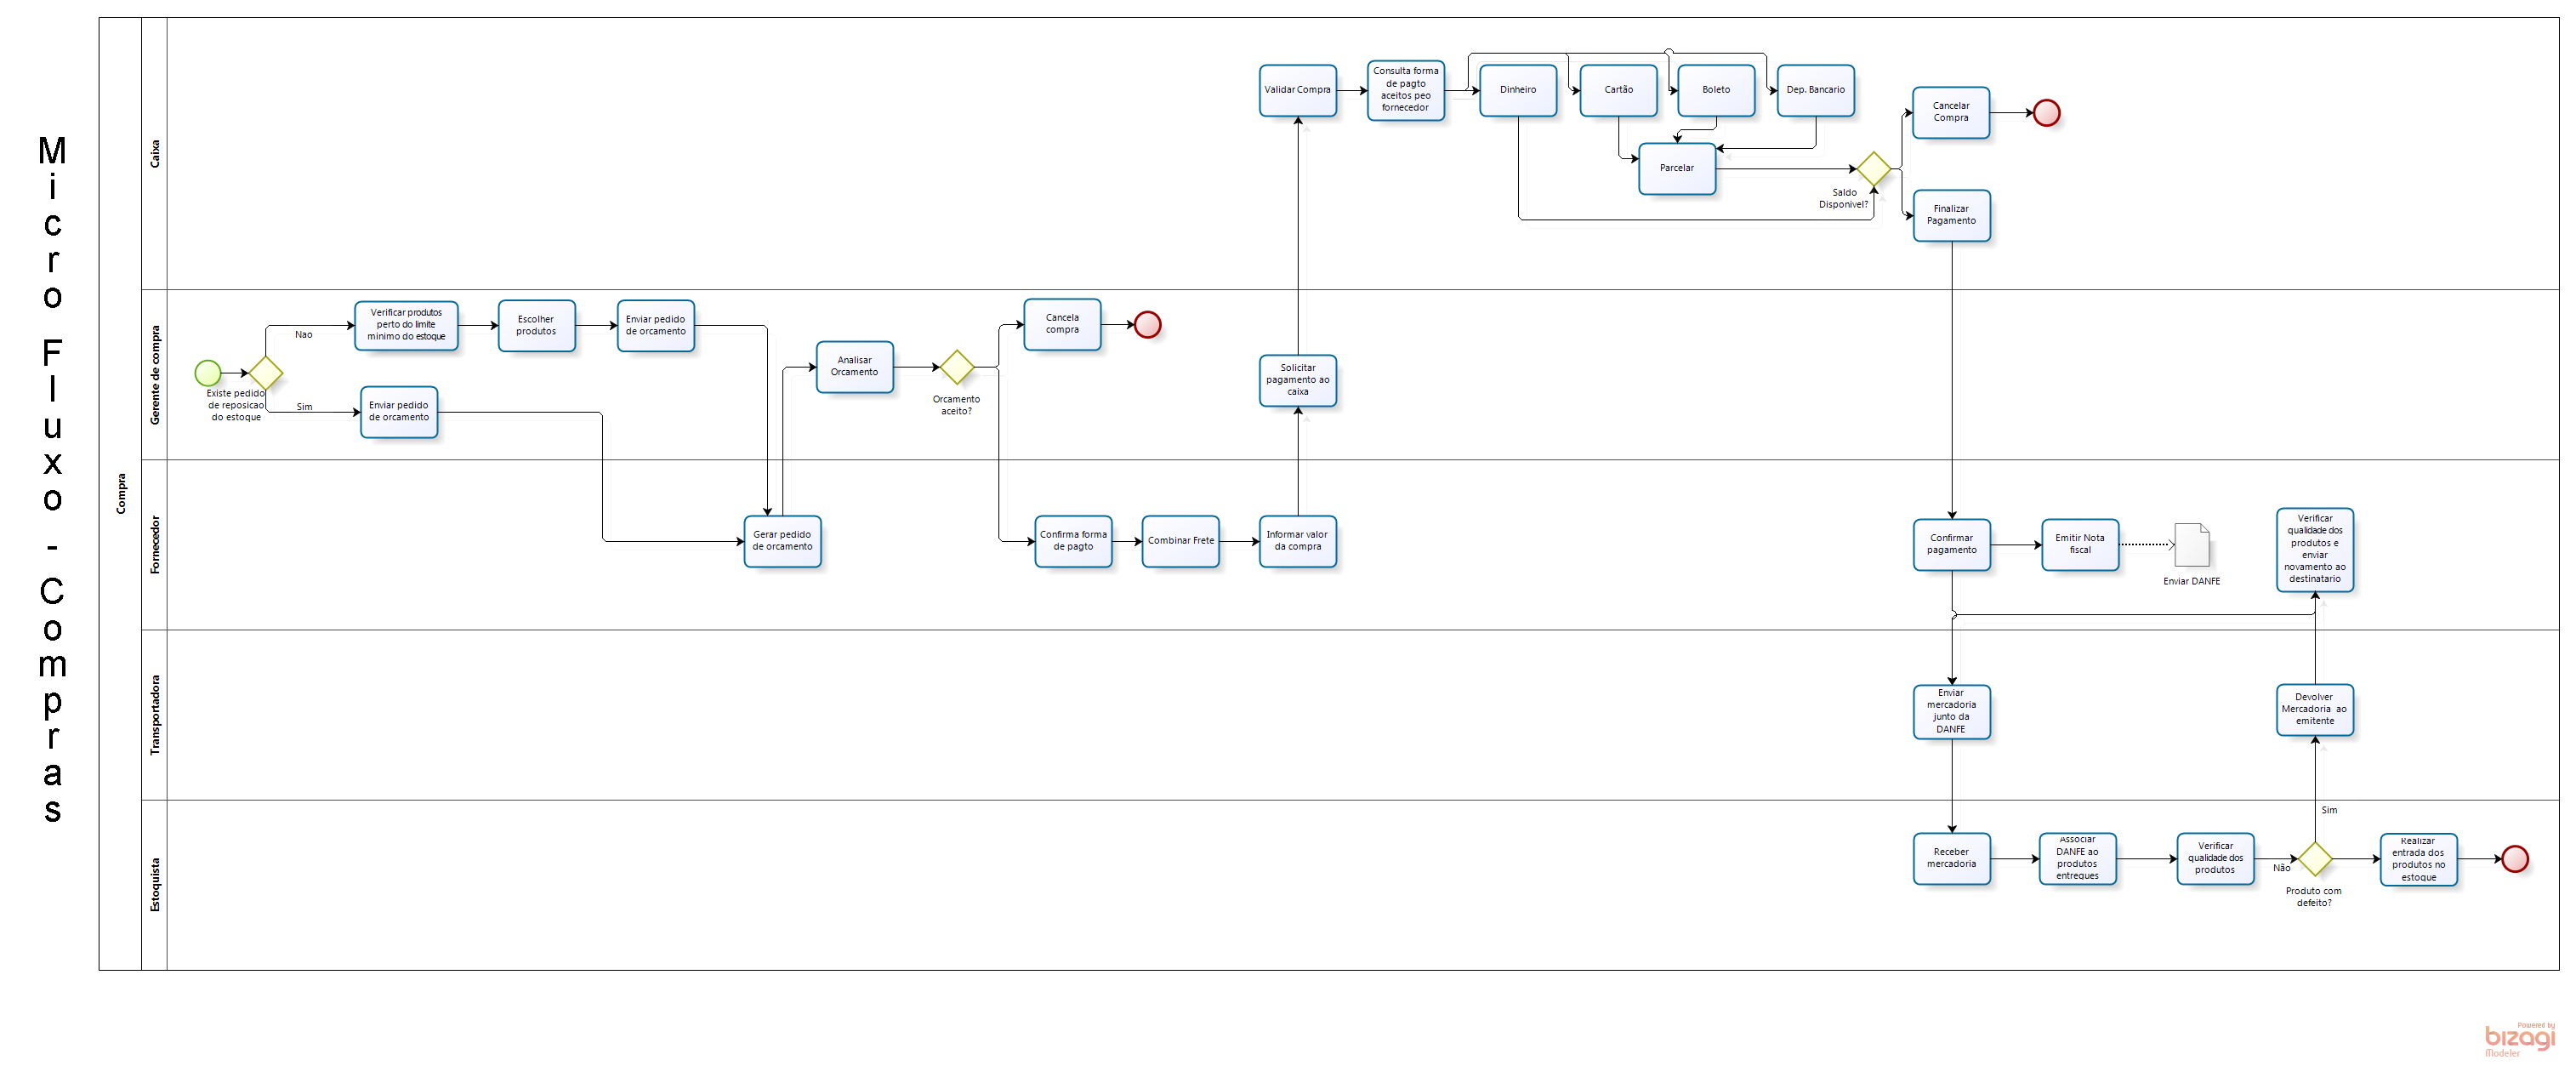 Micro Fluxo - Compras
Compra
Caixa
Validar Compra
Consulta forma
de pagto
aceitos peo
fornecedor
Dinheiro
Cartão
Boleto
Dep. Bancario
Parcelar
Saldo
Disponivel?
Cancelar
Compra
Finalizar
Pagamento
Gerente de compra
Existe pedido
de reposicao
do estoque
Nao
Sim
Verificar produtos
perto do limite
minimo do estoque
Escolher
produtos
Enviar pedido
de orcamento
Enviar pedido
de orcamento
Analisar
Orcamento
Orcamento
aceito?
Cancela
compra
Solicitar
pagamento ao
caixa
Fornecedor
Gerar pedido
de orcamento
Confirma forma
de pagto
Combinar Frete
Informar valor
da compra
Confirmar
pagamento
Emitir Nota
fiscal
Enviar DANFE
Verificar
qualidade dos
produtos e
enviar
novamento ao
destinatario
Transportadora
Enviar
mercadoria
junto da
DANFE
Devolver
Mercadoria ao
emitente
Estoquista
Receber
mercadoria
Associar
DANFE ao
produtos
entregues
Verificar
qualidade dos
produtos
Não
Sim
Produto com
defeito?
Realizar
entrada dos
produtos no
estoque
Powered by
bizagi
Modeler